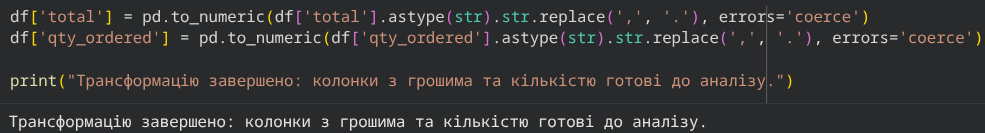 df['total'] = pd.to_numeric(df['total'].astype(str).str.replace(',', '.'), errors='coerce')
df['qty_ordered'] = pd.to_numeric(df['qty_ordered'].astype(str).str.replace(',', '.'), errors='coerce')
print("Трансформацію завершено: колонки з грошима та кількістю готові до аналізу.")
Трансформацію завершено: колонки з грошима та кількістю готові до аналізу.